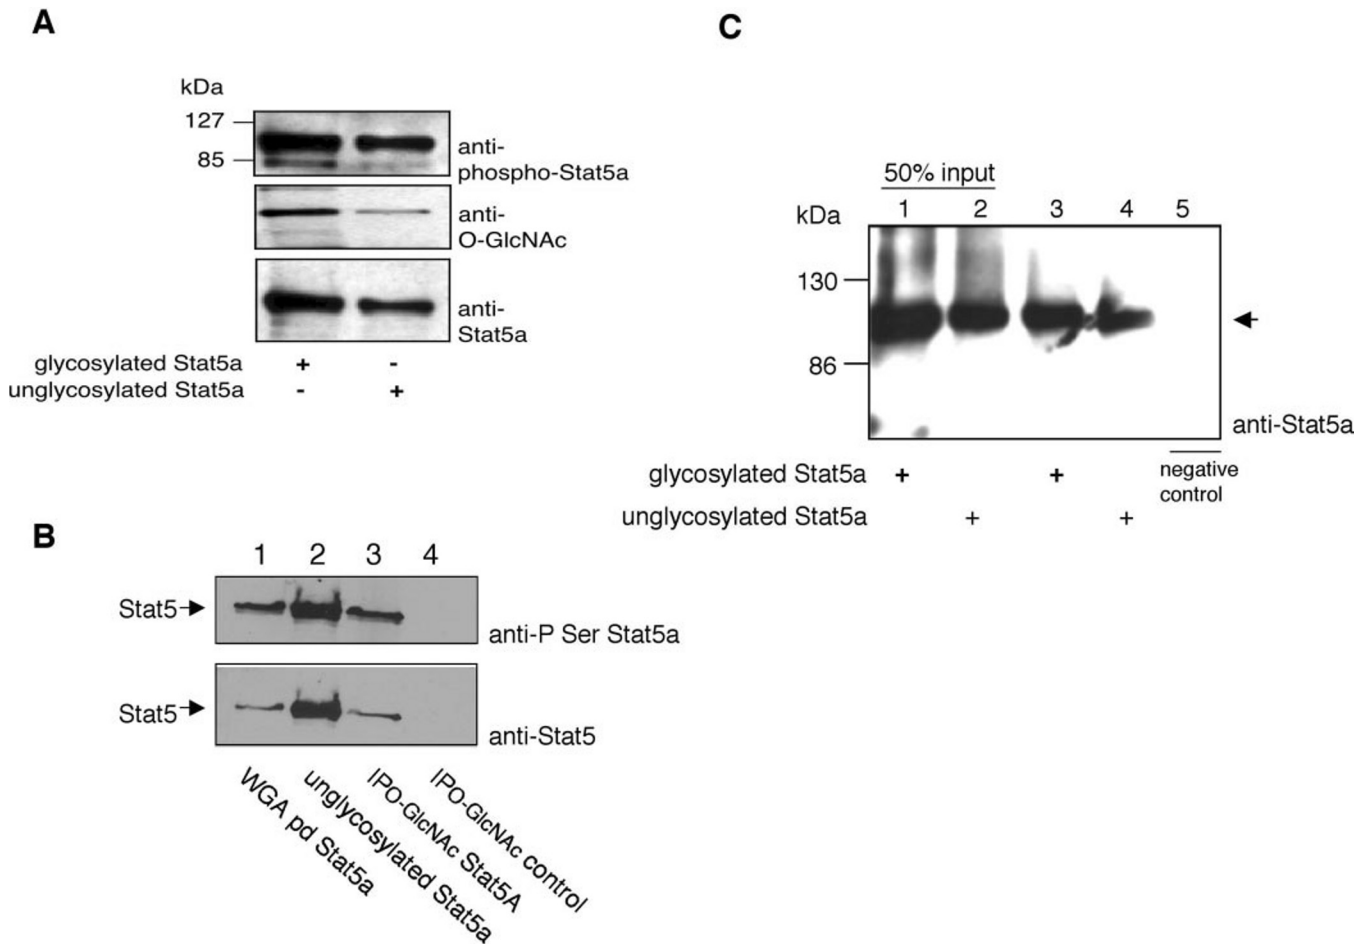 A
kDa
127
85
anti-
phospho-Stat5a
anti-
O-GlcNAc
anti-
Stat5a
glycosylated Stat5a + -
unglycosylated Stat5a - +
B
1 2 3 4
Stat5
anti-P Ser Stat5a
Stat5
anti-Stat5
WGA pd Stat5a
unglycosylated Stat5a
IPO-GlcNAc Stat5A
IPO-GlcNAc control
C
50% input
kDa 1 2 3 4 5
130
86
anti-Stat5a
negative
control
glycosylated Stat5a + +
unglycosylated Stat5a + +